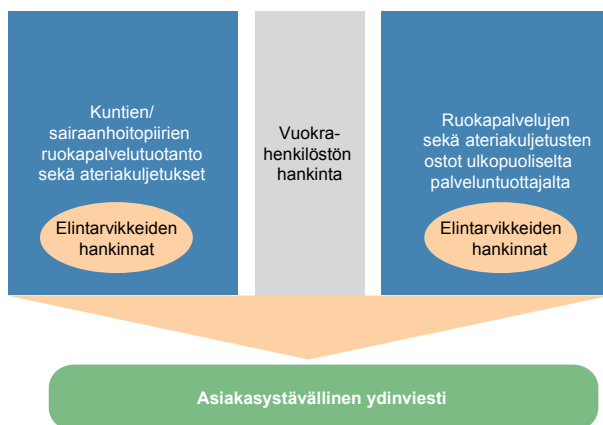 Kuntien/
sairaanhoitopiirien
ruokapalvelutuotanto
sekä ateriakuljetukset
Elintarvikkeiden
hankinnat
Vuokra-
henkilöstön
hankinta
Ruokapalvelujen
sekä ateriakuljetusten
ostot ulkopuoliselta
palveluntuottajalta
Elintarvikkeiden
hankinnat
Asiakasystävällinen ydinviesti